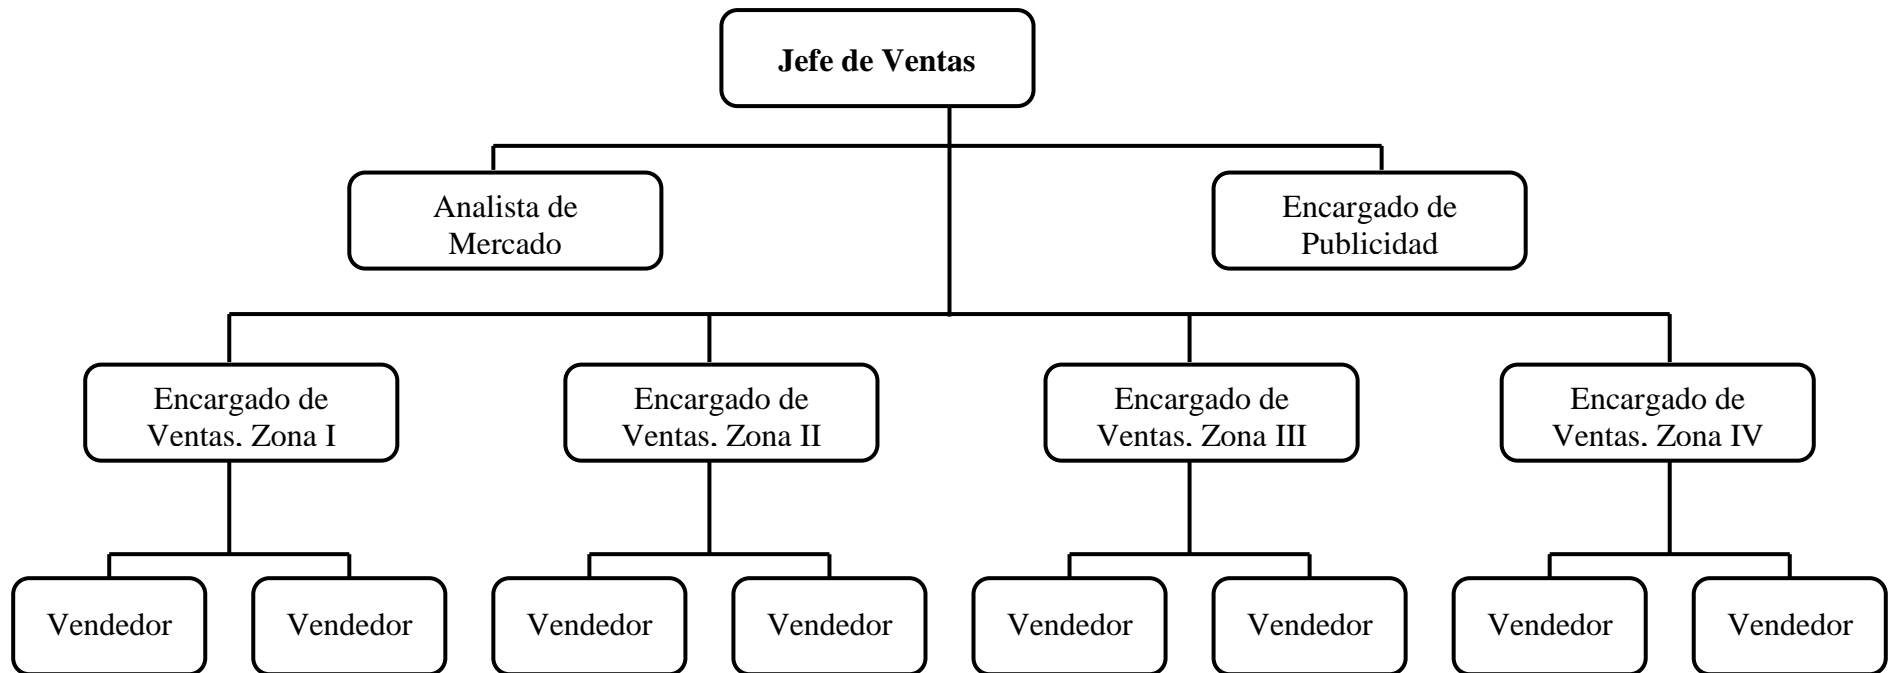 Jefe de Ventas
Analista de
Mercado
Encargado de
Publicidad
Encargado de
Ventas. Zona I
Encargado de
Ventas. Zona II
Encargado de
Ventas. Zona III
Encargado de
Ventas. Zona IV
Vendedor
Vendedor
Vendedor
Vendedor
Vendedor
Vendedor
Vendedor
Vendedor